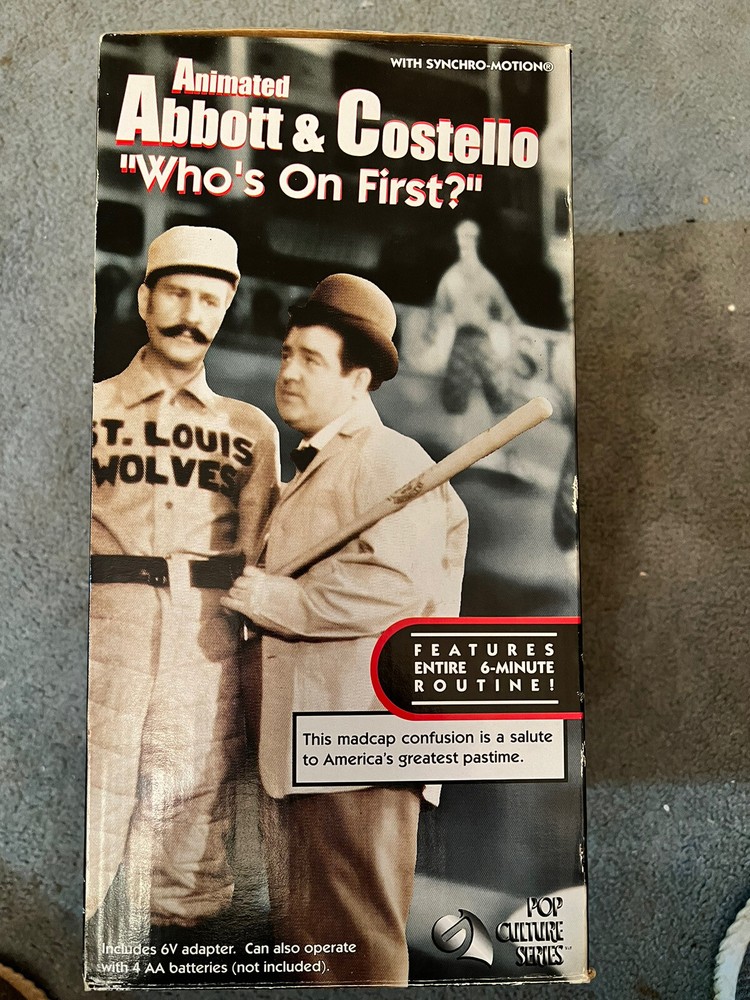 WITH SYNCHRO-MOTION®
Animated
Abbott & Costello
"Who's On First?"
ST. LOUIS
WOLVES
FEATURES
ENTIRE 6-MINUTE
ROUTINE!
This madcap confusion is a salute
to America's greatest pastime.
POP
CULTURE
SERIES
Includes 6V adapter. Can also operate
with 4 AA batteries (not included).